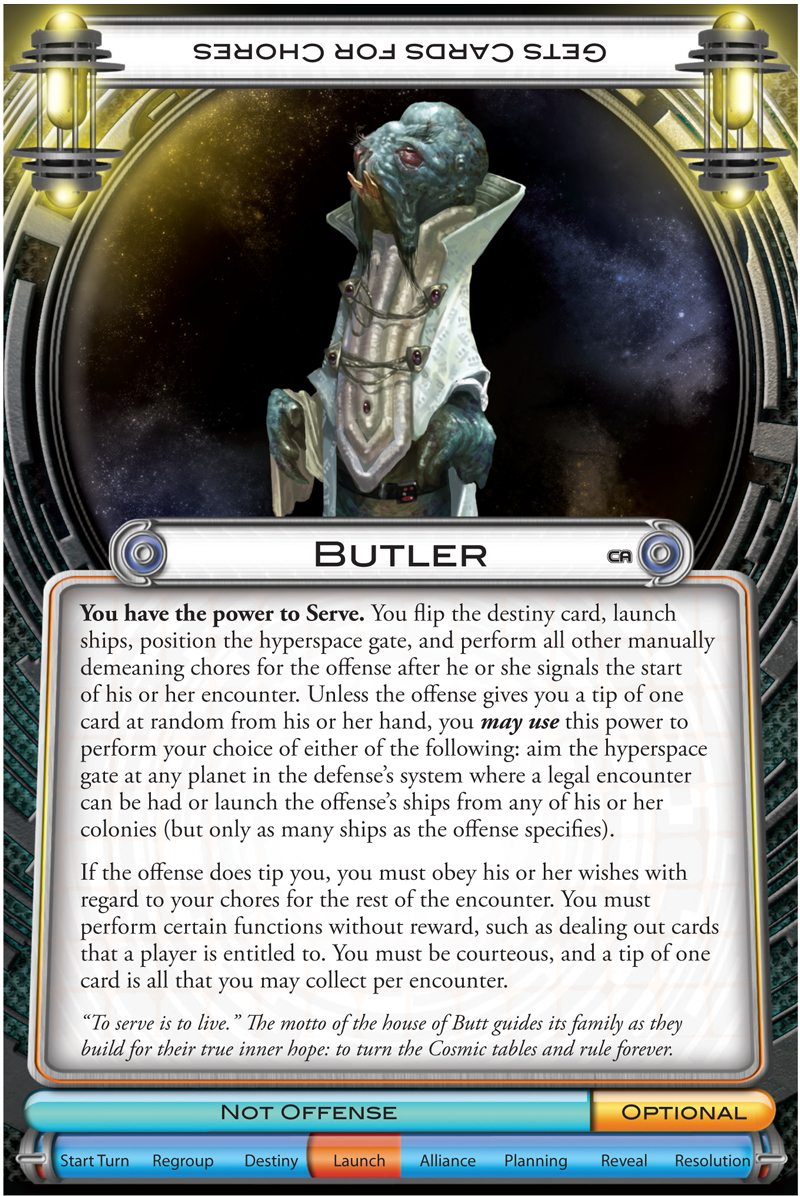 Gets Cards for Chores
Butler
CA
You have the power to Serve. You flip the destiny card, launch
ships, position the hyperspace gate, and perform all other manually
demeaning chores for the offense after he or she signals the start
of his or her encounter. Unless the offense gives you a tip of one
card at random from his or her hand, you may use this power to
perform your choice of either of the following: aim the hyperspace
gate at any planet in the defense’s system where a legal encounter
can be had or launch the offense’s ships from any of his or her
colonies (but only as many ships as the offense specifies).
If the offense does tip you, you must obey his or her wishes with
regard to your chores for the rest of the encounter. You must
perform certain functions without reward, such as dealing out cards
that a player is entitled to. You must be courteous, and a tip of one
card is all that you may collect per encounter.
“To serve is to live.” The motto of the house of Butt guides its family as they
build for their true inner hope: to turn the Cosmic tables and rule forever.
Not Offense
Optional
Start Turn Regroup Destiny Launch Alliance Planning Reveal Resolution